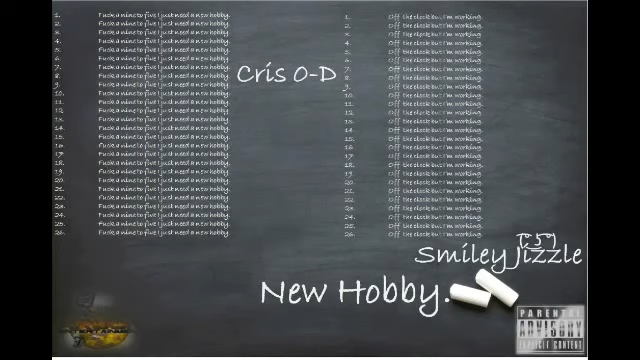 1. Fuck a nine to five I just need a new hobby.
2. Fuck a nine to five I just need a new hobby.
3. Fuck a nine to five I just need a new hobby.
4. Fuck a nine to five I just need a new hobby.
5. Fuck a nine to five I just need a new hobby.
6. Fuck a nine to five I just need a new hobby.
7. Fuck a nine to five I just need a new hobby.
8. Fuck a nine to five I just need a new hobby.
9. Fuck a nine to five I just need a new hobby.
10. Fuck a nine to five I just need a new hobby.
11. Fuck a nine to five I just need a new hobby.
12. Fuck a nine to five I just need a new hobby.
13. Fuck a nine to five I just need a new hobby.
14. Fuck a nine to five I just need a new hobby.
15. Fuck a nine to five I just need a new hobby.
16. Fuck a nine to five I just need a new hobby.
17. Fuck a nine to five I just need a new hobby.
18. Fuck a nine to five I just need a new hobby.
19. Fuck a nine to five I just need a new hobby.
20. Fuck a nine to five I just need a new hobby.
21. Fuck a nine to five I just need a new hobby.
22. Fuck a nine to five I just need a new hobby.
23. Fuck a nine to five I just need a new hobby.
24. Fuck a nine to five I just need a new hobby.
25. Fuck a nine to five I just need a new hobby.
26. Fuck a nine to five I just need a new hobby.
Cris O-D
1. Off the clock but I'm working.
2. Off the clock but I'm working.
3. Off the clock but I'm working.
4. Off the clock but I'm working.
5. Off the clock but I'm working.
6. Off the clock but I'm working.
7. Off the clock but I'm working.
8. Off the clock but I'm working.
9. Off the clock but I'm working.
10. Off the clock but I'm working.
11. Off the clock but I'm working.
12. Off the clock but I'm working.
13. Off the clock but I'm working.
14. Off the clock but I'm working.
15. Off the clock but I'm working.
16. Off the clock but I'm working.
17. Off the clock but I'm working.
18. Off the clock but I'm working.
19. Off the clock but I'm working.
20. Off the clock but I'm working.
21. Off the clock but I'm working.
22. Off the clock but I'm working.
23. Off the clock but I'm working.
24. Off the clock but I'm working.
25. Off the clock but I'm working.
26. Off the clock but I'm working.
Smiley Jizzle
New Hobby.
PARENTAL
ADVISORY
EXPLICIT CONTENT